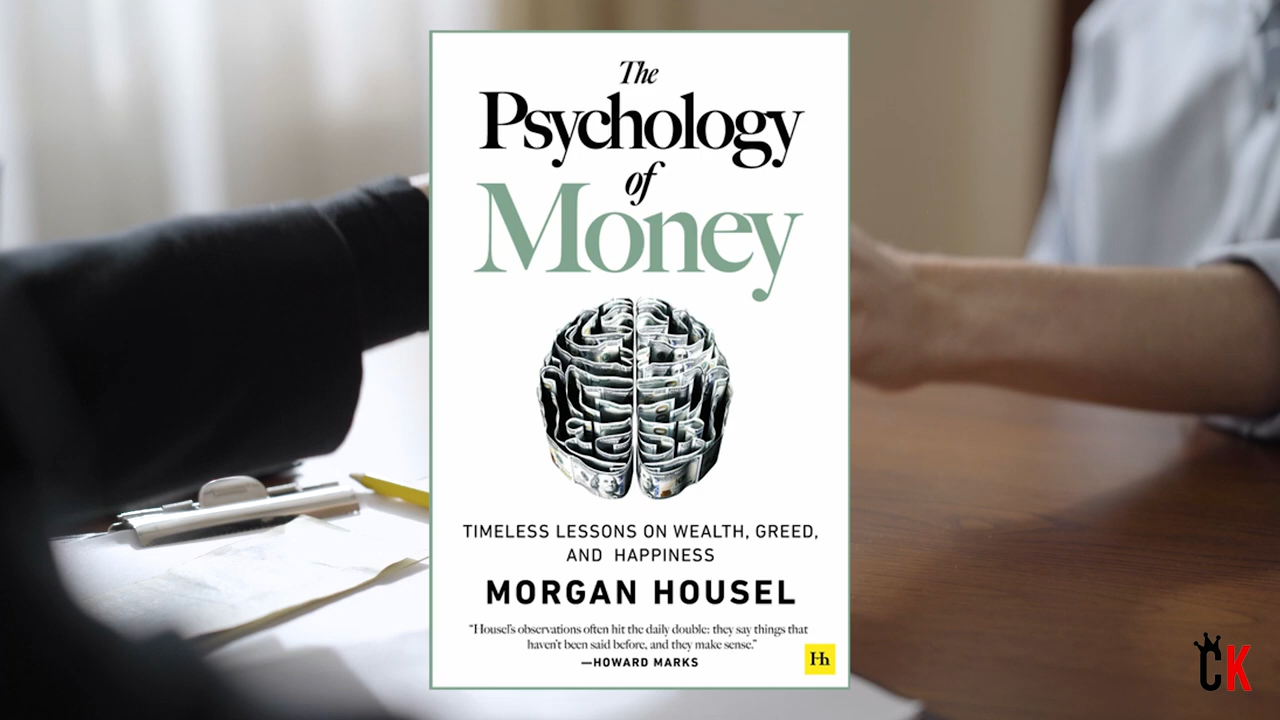 The
Psychology
of
Money
TIMELESS LESSONS ON WEALTH, GREED,
AND HAPPINESS
MORGAN HOUSEL
“Housel's observations often hit the daily double: they say things that
haven't been said before, and they make sense.”
—HOWARD MARKS
Hh
CK